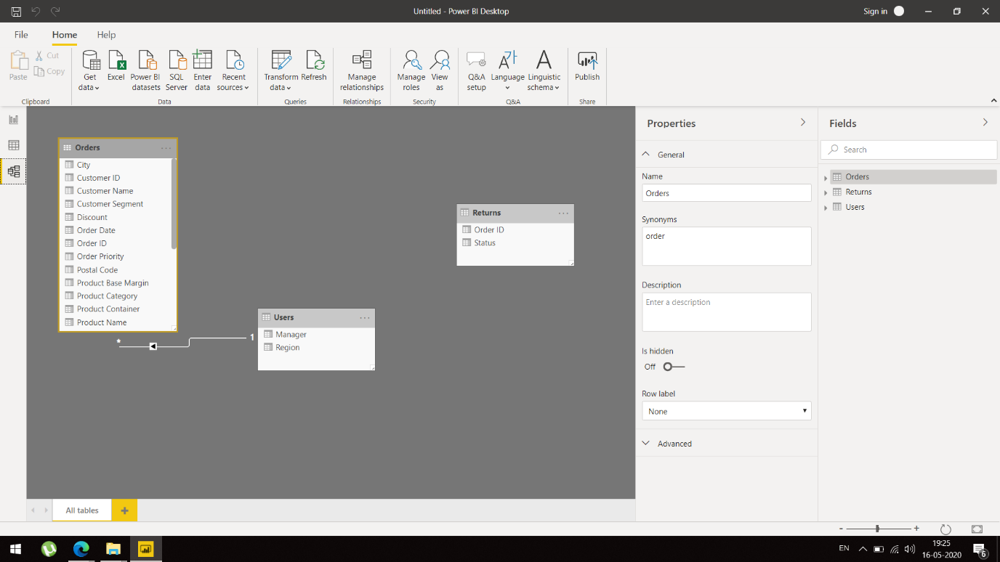 Untitled - Power BI Desktop
Sign in
File Home Help
Paste
Cut
Copy
Clipboard
Get data
Excel
Power BI datasets
SQL Server
Enter data
Recent sources
Data
Transform data
Refresh
Queries
Manage relationships
Relationships
Manage roles
View as
Security
Q&A setup
Language
Linguistic schema
Q&A
Publish
Share
Orders
City
Customer ID
Customer Name
Customer Segment
Discount
Order Date
Order ID
Order Priority
Postal Code
Product Base Margin
Product Category
Product Container
Product Name
*
1
Users
Manager
Region
Returns
Order ID
Status
Properties
General
Name
Orders
Synonyms
order
Description
Enter a description
Is hidden
Off
Row label
None
Advanced
Fields
Search
Orders
Returns
Users
All tables
+
- +
EN
19:25
16-05-2020
6